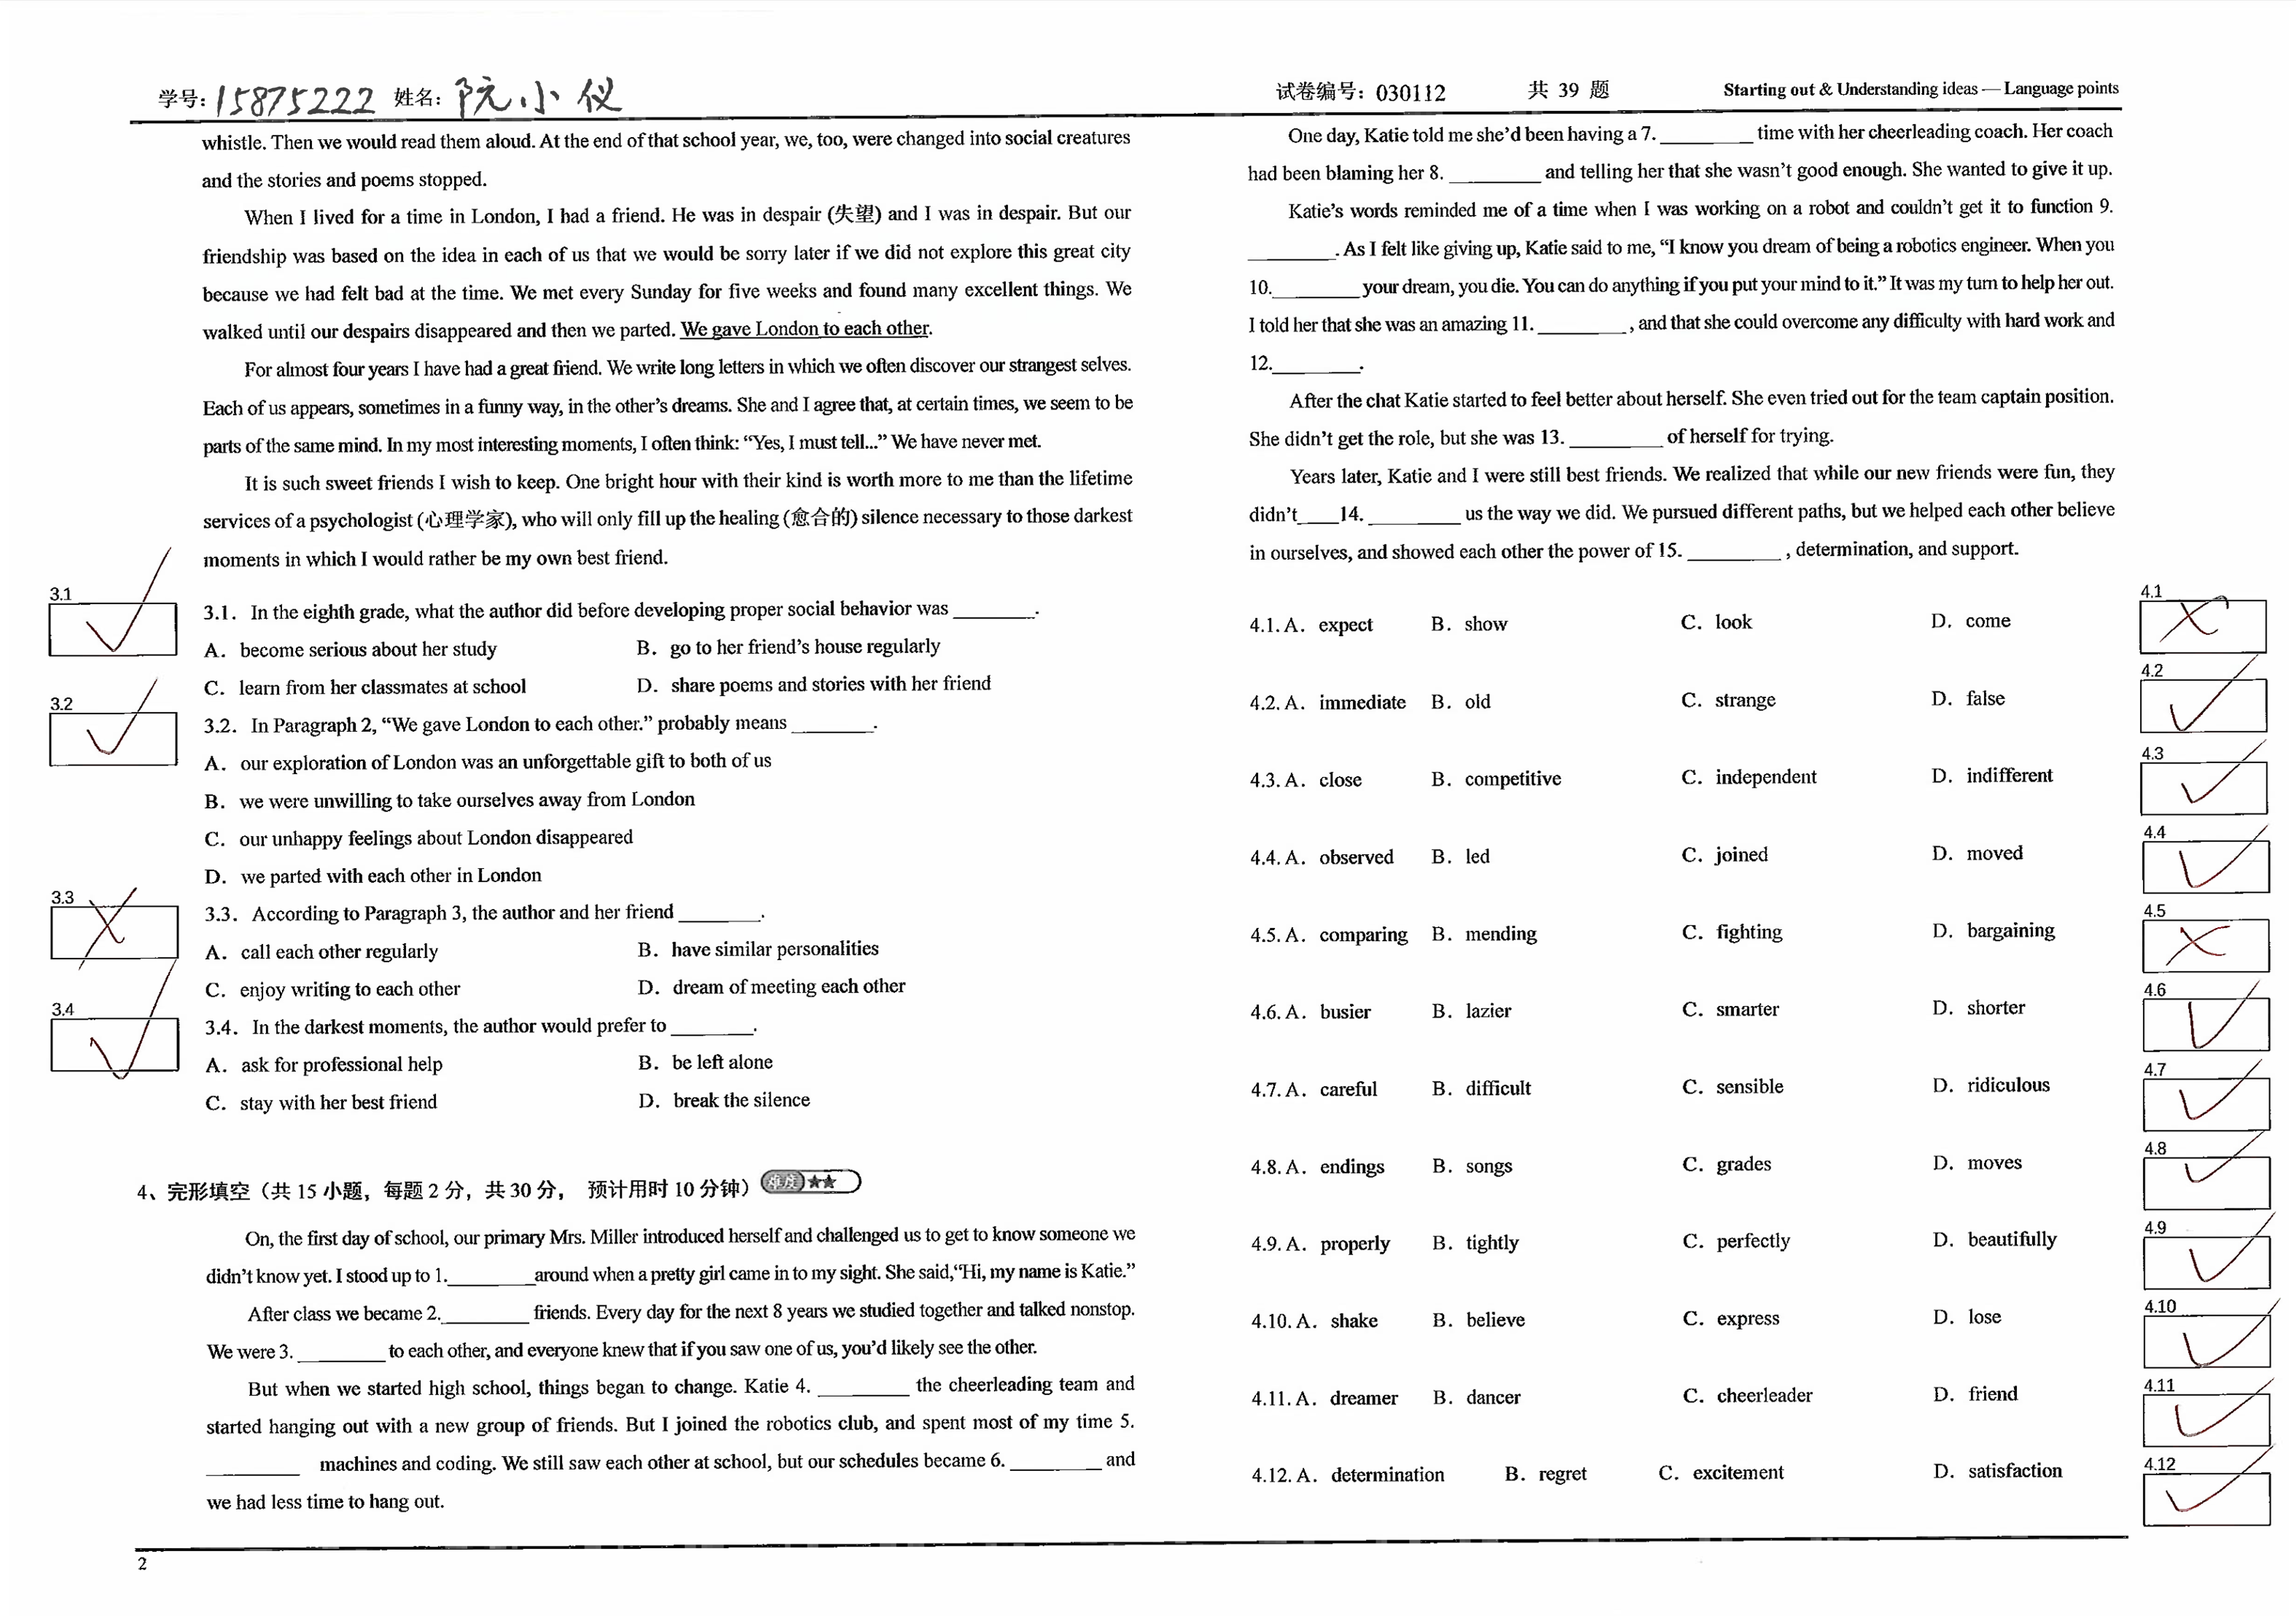 学号: 15875222 姓名: 阮小仪
试卷编号: 030112 共 39 题 Starting out & Understanding ideas — Language points
whistle. Then we would read them aloud. At the end of that school year, we, too, were changed into social creatures
and the stories and poems stopped.
When I lived for a time in London, I had a friend. He was in despair (失望) and I was in despair. But our
friendship was based on the idea in each of us that we would be sorry later if we did not explore this great city
because we had felt bad at the time. We met every Sunday for five weeks and found many excellent things. We
walked until our despairs disappeared and then we parted. We gave London to each other.
For almost four years I have had a great friend. We write long letters in which we often discover our strangest selves.
Each of us appears, sometimes in a funny way, in the other's dreams. She and I agree that, at certain times, we seem to be
parts of the same mind. In my most interesting moments, I often think: "Yes, I must tell..." We have never met.
It is such sweet friends I wish to keep. One bright hour with their kind is worth more to me than the lifetime
services of a psychologist (心理学家), who will only fill up the healing (愈合的) silence necessary to those darkest
moments in which I would rather be my own best friend.
3.1
3.1. In the eighth grade, what the author did before developing proper social behavior was ________.
A. become serious about her study B. go to her friend's house regularly
C. learn from her classmates at school D. share poems and stories with her friend
3.2
3.2. In Paragraph 2, "We gave London to each other." probably means ________.
A. our exploration of London was an unforgettable gift to both of us
B. we were unwilling to take ourselves away from London
C. our unhappy feelings about London disappeared
D. we parted with each other in London
3.3
3.3. According to Paragraph 3, the author and her friend ________.
A. call each other regularly B. have similar personalities
C. enjoy writing to each other D. dream of meeting each other
3.4
3.4. In the darkest moments, the author would prefer to ________.
A. ask for professional help B. be left alone
C. stay with her best friend D. break the silence
4、完形填空（共 15 小题，每题 2 分，共 30 分， 预计用时 10 分钟） 难度 ★★
On, the first day of school, our primary Mrs. Miller introduced herself and challenged us to get to know someone we
didn't know yet. I stood up to 1.________around when a pretty girl came in to my sight. She said,"Hi, my name is Katie."
After class we became 2.________ friends. Every day for the next 8 years we studied together and talked nonstop.
We were 3. ________ to each other, and everyone knew that if you saw one of us, you'd likely see the other.
But when we started high school, things began to change. Katie 4. ________ the cheerleading team and
started hanging out with a new group of friends. But I joined the robotics club, and spent most of my time 5.
________ machines and coding. We still saw each other at school, but our schedules became 6. ________ and
we had less time to hang out.
One day, Katie told me she'd been having a 7. ________ time with her cheerleading coach. Her coach
had been blaming her 8. ________ and telling her that she wasn't good enough. She wanted to give it up.
Katie's words reminded me of a time when I was working on a robot and couldn't get it to function 9.
________. As I felt like giving up, Katie said to me, "I know you dream of being a robotics engineer. When you
10.________ your dream, you die. You can do anything if you put your mind to it." It was my turn to help her out.
I told her that she was an amazing 11. ________ , and that she could overcome any difficulty with hard work and
12.________.
After the chat Katie started to feel better about herself. She even tried out for the team captain position.
She didn't get the role, but she was 13. ________ of herself for trying.
Years later, Katie and I were still best friends. We realized that while our new friends were fun, they
didn't ___14. ________ us the way we did. We pursued different paths, but we helped each other believe
in ourselves, and showed each other the power of 15. ________ , determination, and support.
4.1. A. expect B. show C. look D. come
4.1
4.2. A. immediate B. old C. strange D. false
4.2
4.3. A. close B. competitive C. independent D. indifferent
4.3
4.4. A. observed B. led C. joined D. moved
4.4
4.5. A. comparing B. mending C. fighting D. bargaining
4.5
4.6. A. busier B. lazier C. smarter D. shorter
4.6
4.7. A. careful B. difficult C. sensible D. ridiculous
4.7
4.8. A. endings B. songs C. grades D. moves
4.8
4.9. A. properly B. tightly C. perfectly D. beautifully
4.9
4.10. A. shake B. believe C. express D. lose
4.10
4.11. A. dreamer B. dancer C. cheerleader D. friend
4.11
4.12. A. determination B. regret C. excitement D. satisfaction
4.12
2